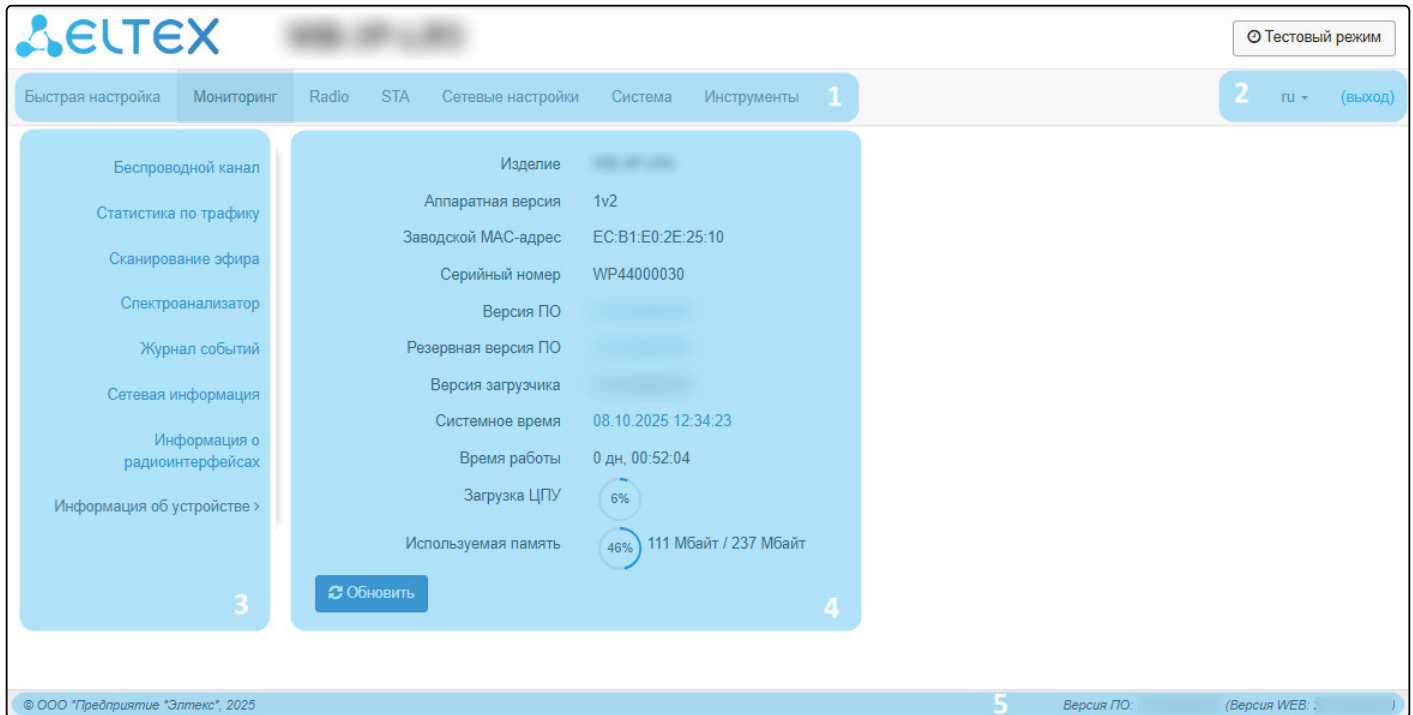 ELTEX
Тестовый режим
Быстрая настройка Мониторинг Radio STA Сетевые настройки Система Инструменты 1
2 ru (выход)
Беспроводной канал
Статистика по трафику
Сканирование эфира
Спектроанализатор
Журнал событий
Сетевая информация
Информация о
радиоинтерфейсах
Информация об устройстве >
3
Изделие
Аппаратная версия 1v2
Заводской MAC-адрес EC:B1:E0:2E:25:10
Серийный номер WP44000030
Версия ПО
Резервная версия ПО
Версия загрузчика
Системное время 08.10.2025 12:34:23
Время работы 0 дн, 00:52:04
Загрузка ЦПУ 6%
Используемая память 46% 111 Мбайт / 237 Мбайт
Обновить
4
© ООО "Предприятие "Элтекс", 2025 5 Версия ПО: (Версия WEB: )